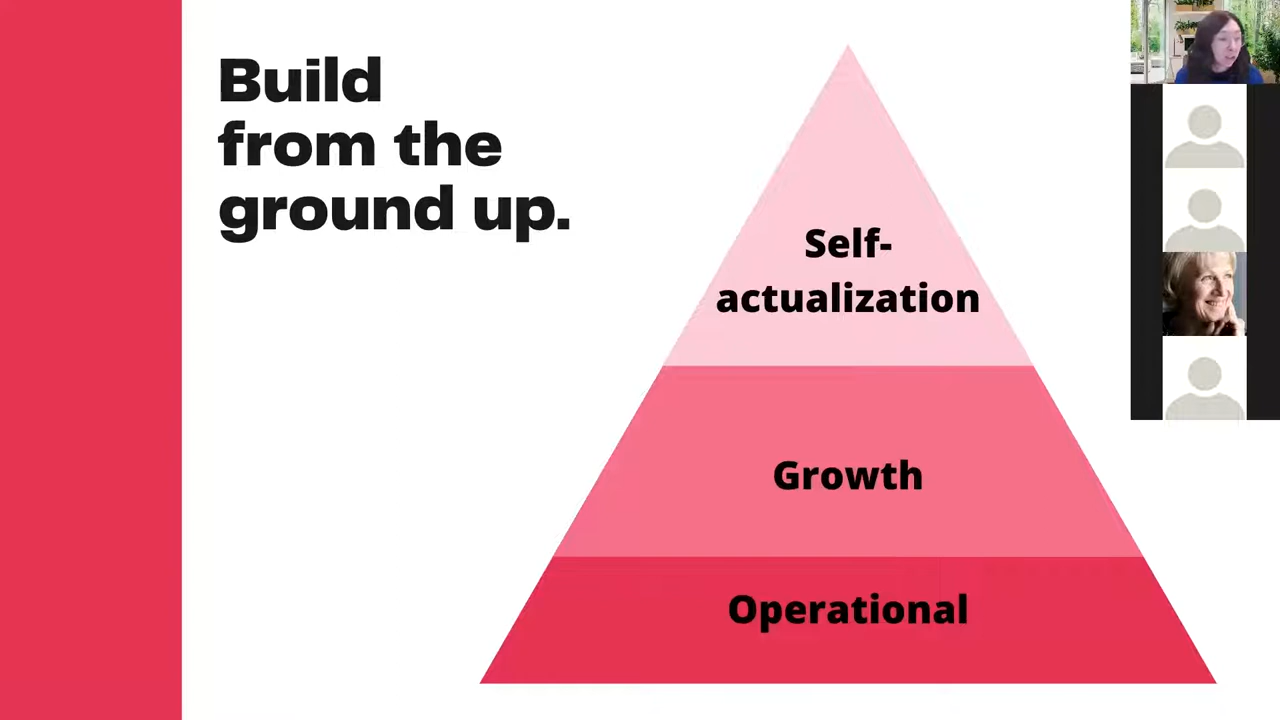 Build
from the
ground up.
Self-
actualization
Growth
Operational